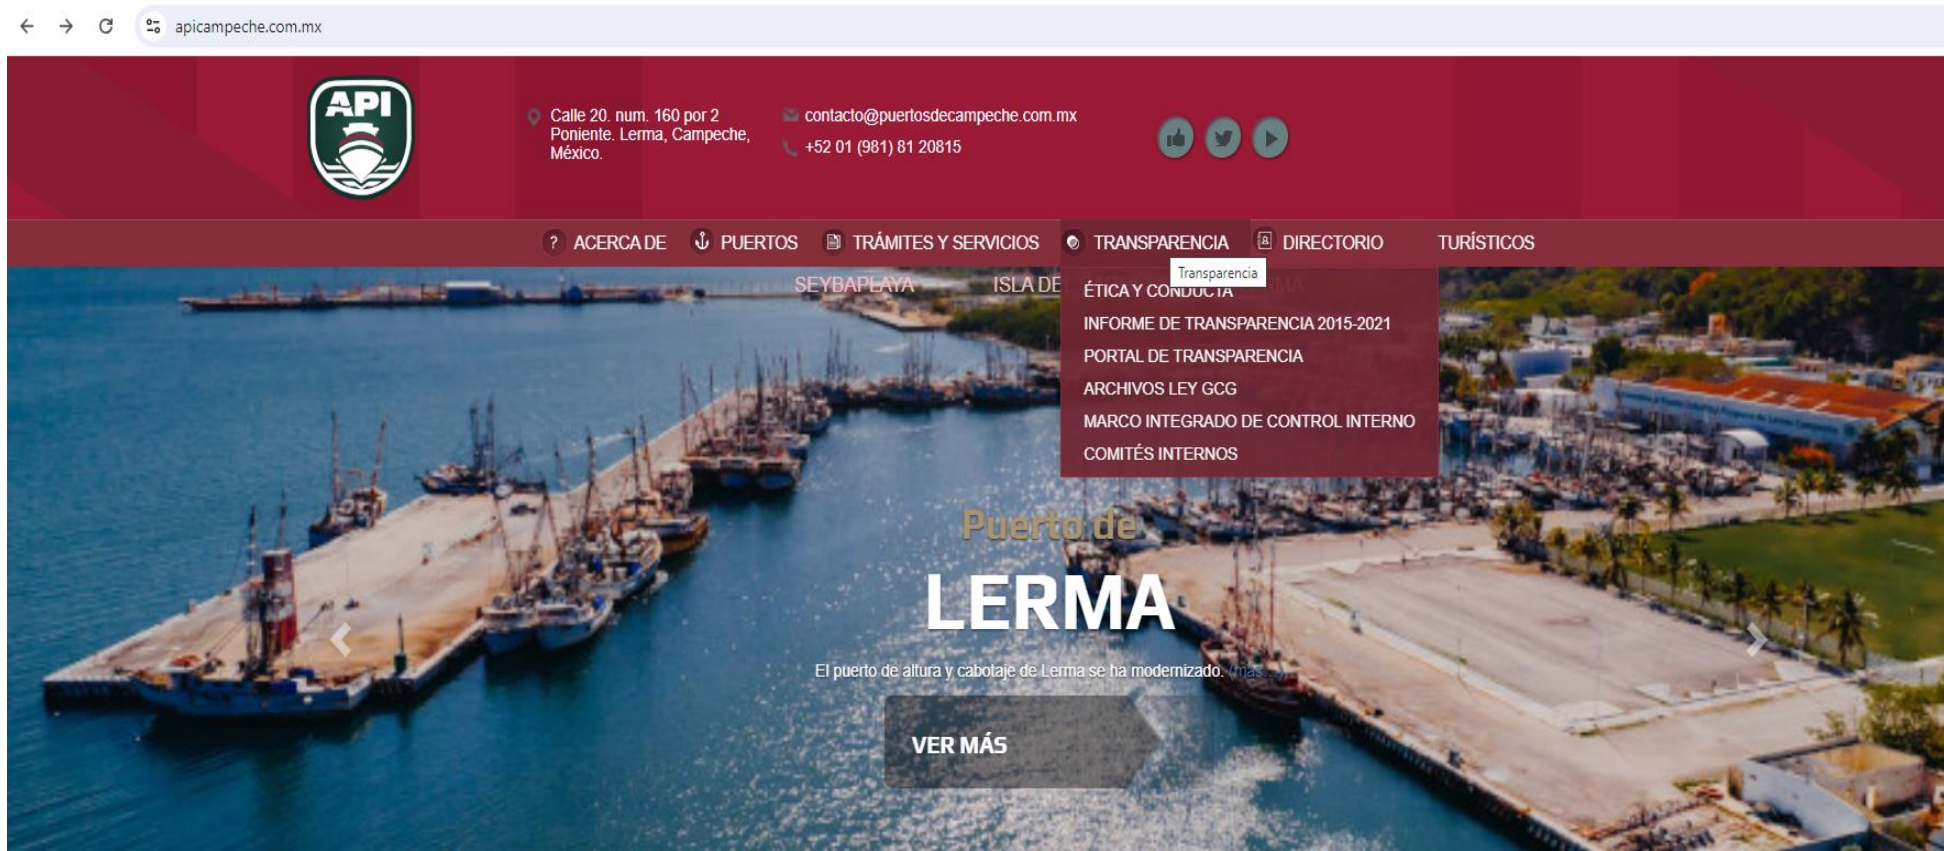 apicampeche.com.mx
API
Calle 20. num. 160 por 2
Poniente. Lerma, Campeche,
México.
contacto@puertosdecampeche.com.mx
+52 01 (981) 81 20815
? ACERCA DE PUERTOS TRÁMITES Y SERVICIOS TRANSPARENCIA DIRECTORIO TURÍSTICOS
Transparencia
SEYBAPLAYA ISLA DE
ÉTICA Y CONDUCTA
INFORME DE TRANSPARENCIA 2015-2021
PORTAL DE TRANSPARENCIA
ARCHIVOS LEY GCG
MARCO INTEGRADO DE CONTROL INTERNO
COMITÉS INTERNOS
Puerto de
LERMA
El puerto de altura y cabotaje de Lerma se ha modernizado. (más...)
VER MÁS